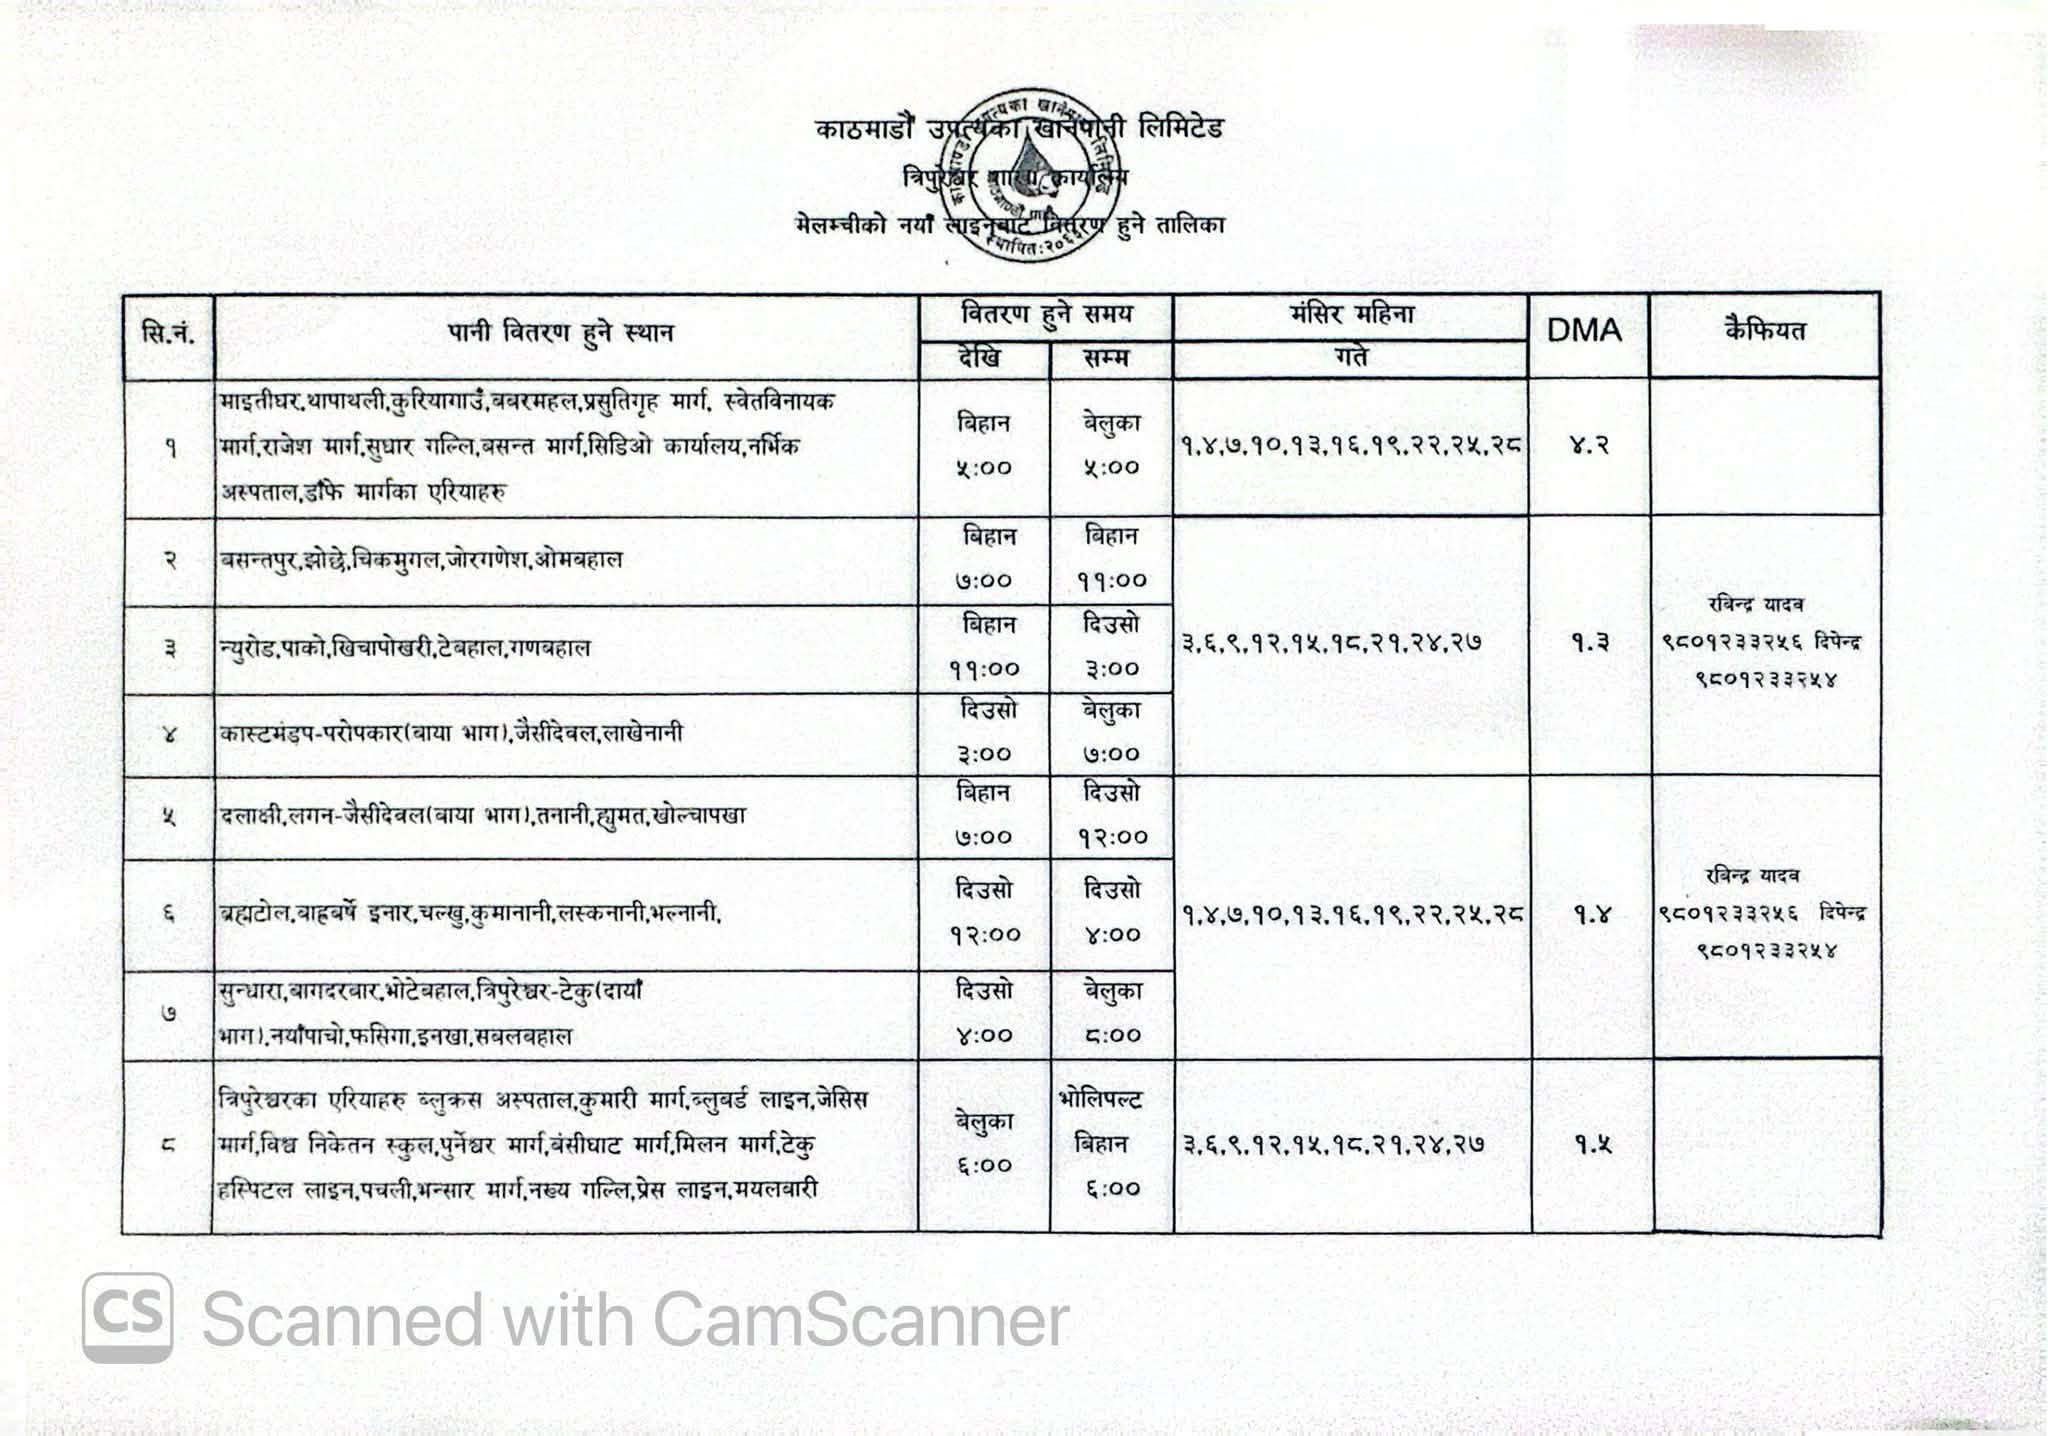 काठमाडौं उपत्यका खानेपानी लिमिटेड
त्रिपुरेश्वर शाखा कार्यालय
मेलम्चीको नयाँ लाइनबाट वितरण हुने तालिका
स्थापित:२०६
सि.नं. पानी वितरण हुने स्थान वितरण हुने समय मंसिर महिना DMA कैफियत
देखि सम्म गते
माइतीघर,थापाथली,कुरियागाउँ,बबरमहल,प्रसुतिगृह मार्ग, स्वेतविनायक
१ मार्ग,राजेश मार्ग,सुधार गल्लि,बसन्त मार्ग,सिडिओ कार्यालय,नर्भिक बिहान ५:०० बेलुका ५:०० १,४,७,१०,१३,१६,१९,२२,२५,२८ ४.२
अस्पताल,डाँफे मार्गका एरियाहरु
२ बसन्तपुर,झोछे,चिकमुगल,जोरगणेश,ओमबहाल बिहान ७:०० बिहान ११:००
३ न्युरोड,पाको,खिचापोखरी,टेबहाल,गणबहाल बिहान ११:०० दिउसो ३:०० ३,६,९,१२,१५,१८,२१,२४,२७ १.३
रबिन्द्र यादव
९८०१२३३२५६ दिपेन्द्र
९८०१२३३२५४
४ कास्टमंडप-परोपकार(बाया भाग),जैसीदेवल,लाखेनानी दिउसो ३:०० बेलुका ७:००
५ दलाक्षी,लगन-जैसीदेवल(बाया भाग),तनानी,ह्युमत,खोल्चापखा बिहान ७:०० दिउसो १२:००
६ ब्रह्मटोल,बाह्रबर्षे इनार,चल्खु,कुमानानी,लस्कनानी,भल्नानी, दिउसो १२:०० दिउसो ४:०० १,४,७,१०,१३,१६,१९,२२,२५,२८ १.४
रबिन्द्र यादव
९८०१२३३२५६ दिपेन्द्र
९८०१२३३२५४
सुन्धारा,बागदरबार,भोटेबहाल,त्रिपुरेश्वर-टेकु(दायाँ
७ भाग),नयाँपाचो,फसिगा,इनखा,सबलबहाल दिउसो ४:०० बेलुका ८:००
त्रिपुरेश्वरका एरियाहरु ब्लुक्रस अस्पताल,कुमारी मार्ग,ब्लुबर्ड लाइन,जेसिस
८ मार्ग,विश्व निकेतन स्कुल,पुर्नेश्वर मार्ग,बंसीघाट मार्ग,मिलन मार्ग,टेकु बेलुका ६:०० भोलिपल्ट बिहान ६:०० ३,६,९,१२,१५,१८,२१,२४,२७ १.५
हस्पिटल लाइन,पचली,भन्सार मार्ग,नख्य गल्लि,प्रेस लाइन,मयलबारी
CS Scanned with CamScanner